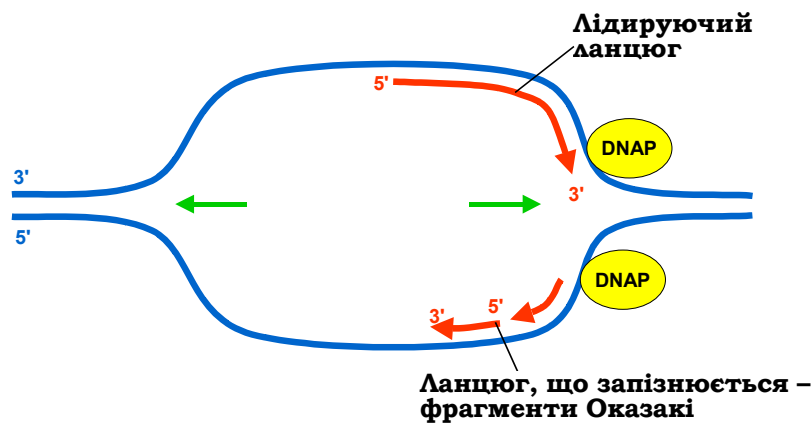 Лідируючий
ланцюг
5'
DNAP
3'
3'
5'
DNAP
3'
5'
Ланцюг, що запізнюється –
фрагменти Оказакі